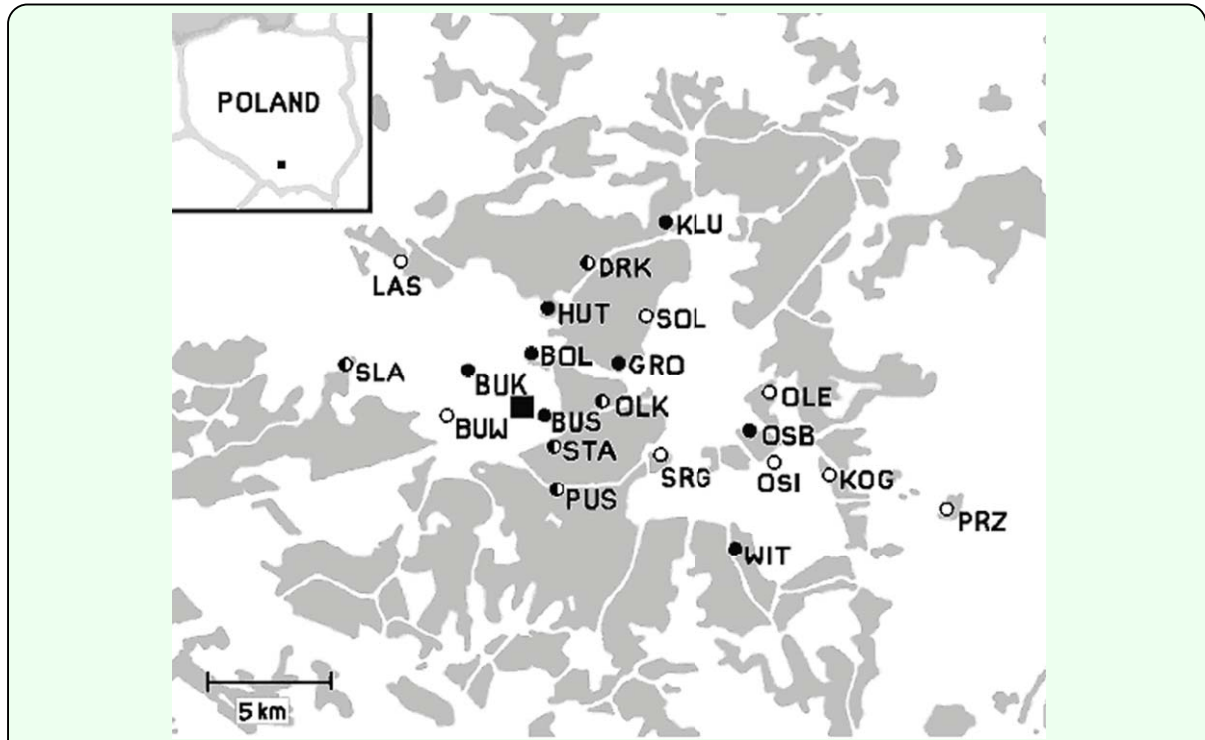 POLAND
KLU
DRK
LAS
HUT
SOL
BOL
GRO
SLA
BUK
OLE
OLK
BUS
BUW
OSB
STA
SRG
OSI
KOG
PUS
PRZ
WIT
5 km